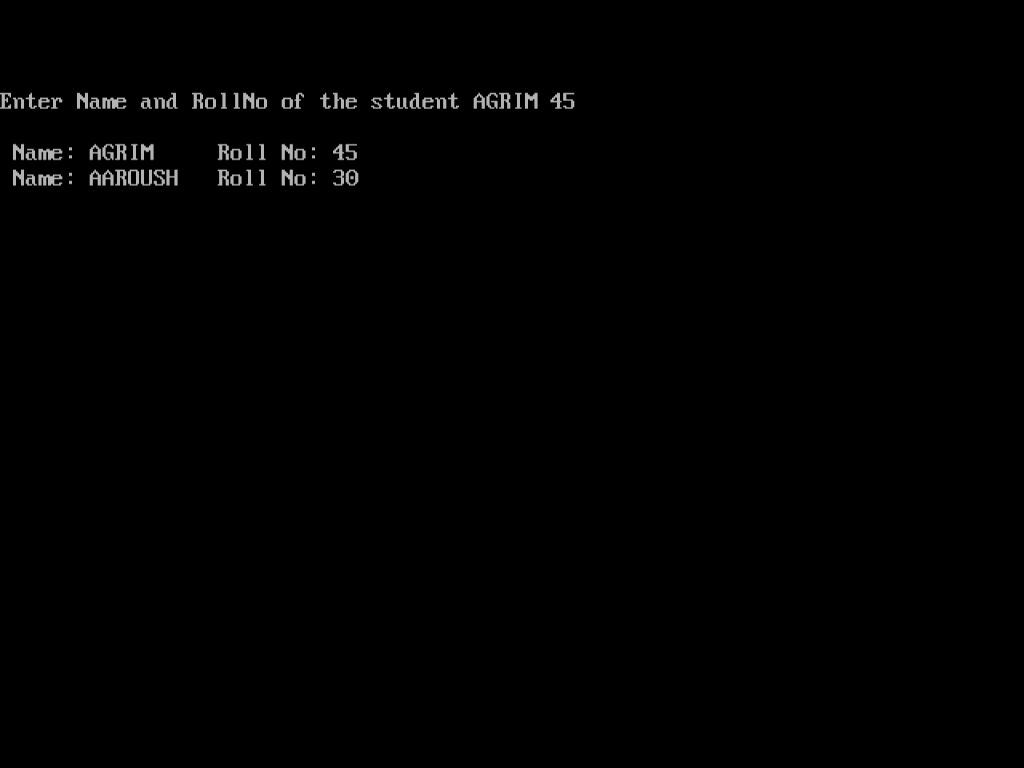 Enter Name and RollNo of the student AGRIM 45
Name: AGRIM Roll No: 45
Name: AAROUSH Roll No: 30